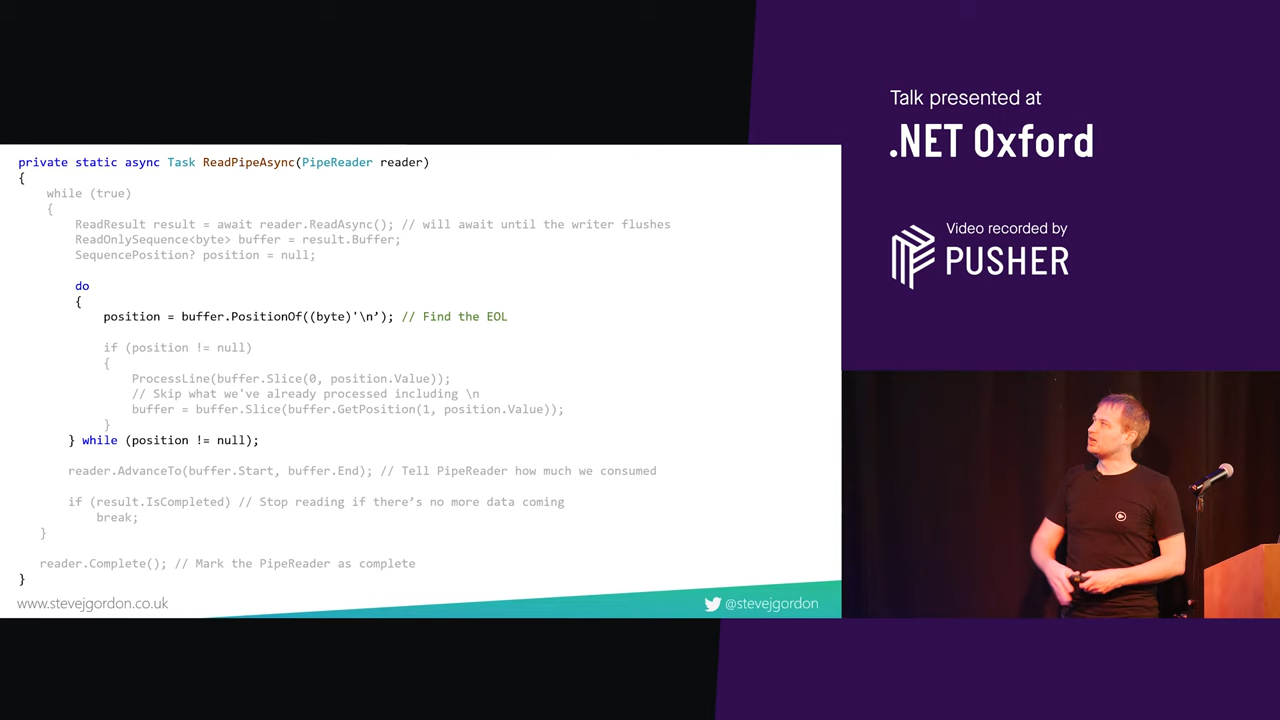 private static async Task ReadPipeAsync(PipeReader reader)
{
while (true)
{
ReadResult result = await reader.ReadAsync(); // will await until the writer flushes
ReadOnlySequence<byte> buffer = result.Buffer;
SequencePosition? position = null;
do
{
position = buffer.PositionOf((byte)'\n’); // Find the EOL
if (position != null)
{
ProcessLine(buffer.Slice(0, position.Value));
// Skip what we've already processed including \n
buffer = buffer.Slice(buffer.GetPosition(1, position.Value));
}
} while (position != null);
reader.AdvanceTo(buffer.Start, buffer.End); // Tell PipeReader how much we consumed
if (result.IsCompleted) // Stop reading if there’s no more data coming
break;
}
reader.Complete(); // Mark the PipeReader as complete
}
www.stevejgordon.co.uk
@stevejgordon
Talk presented at
.NET Oxford
Video recorded by
PUSHER